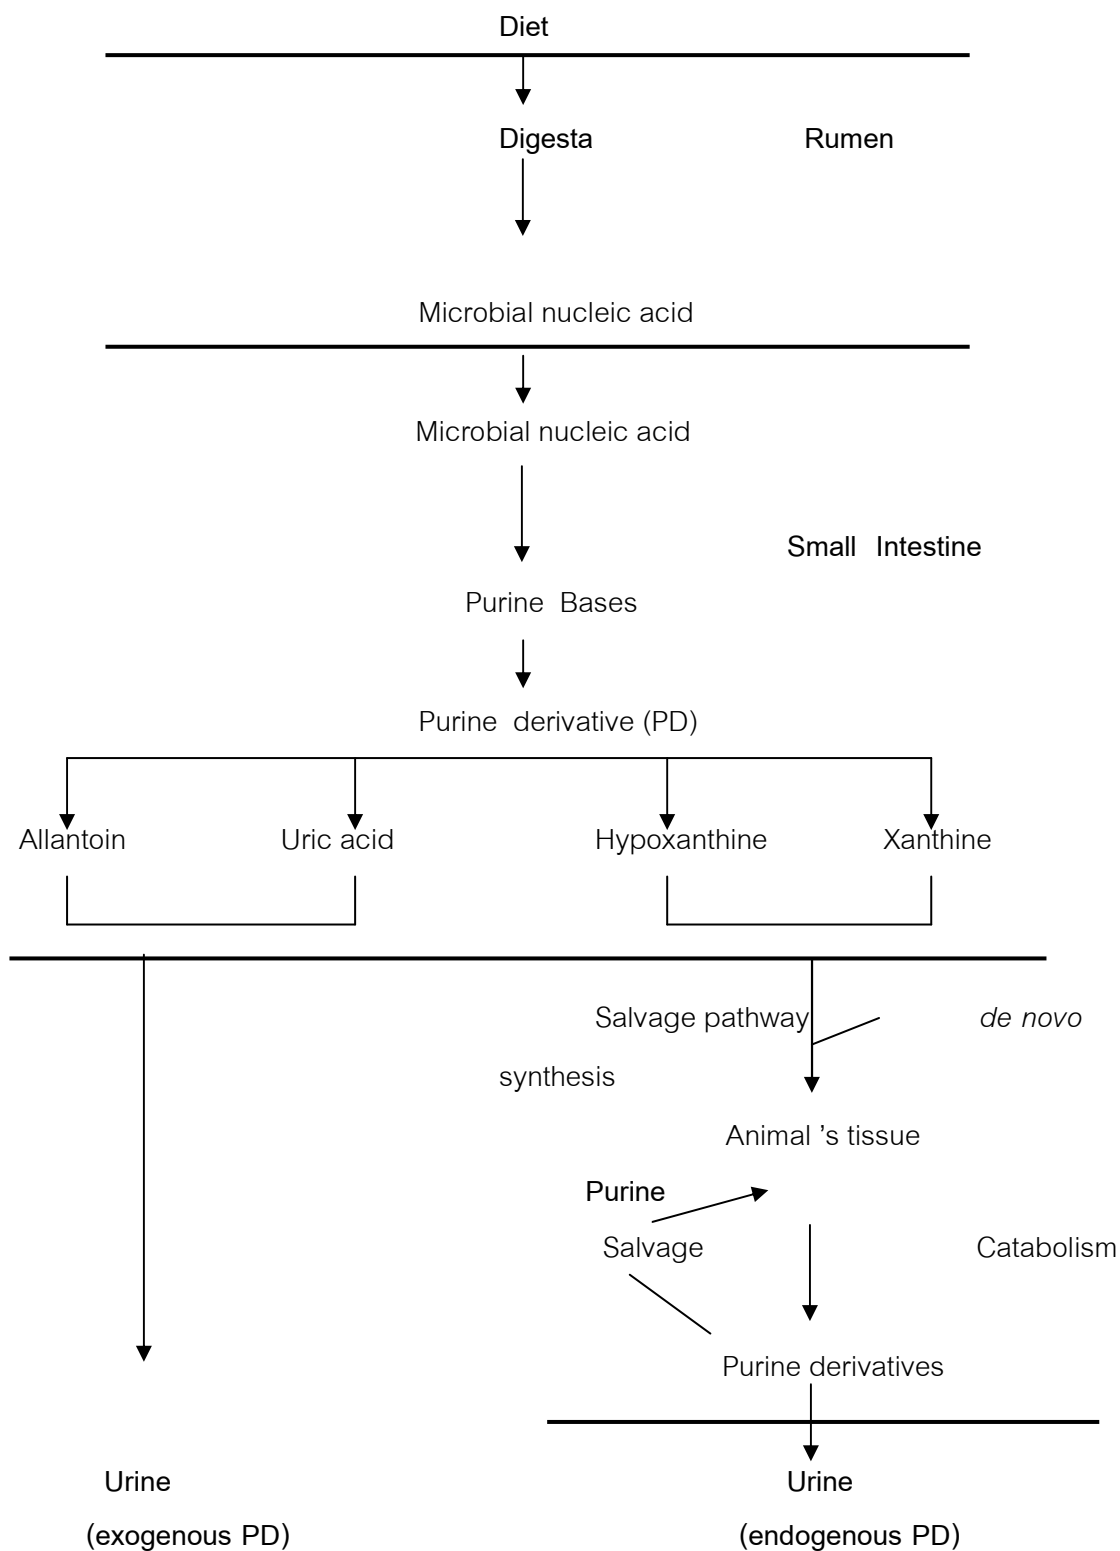 Diet
Digesta Rumen
Microbial nucleic acid
Microbial nucleic acid
Small Intestine
Purine Bases
Purine derivative (PD)
Allantoin Uric acid Hypoxanthine Xanthine
Salvage pathway de novo
synthesis
Animal 's tissue
Purine
Salvage Catabolism
Purine derivatives
Urine Urine
(exogenous PD) (endogenous PD)